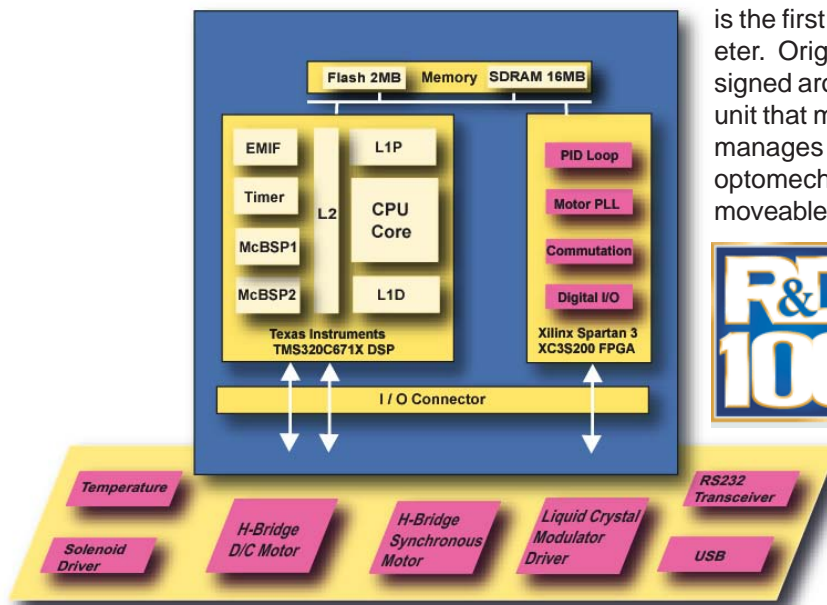 is the first
eter. Orig
signed arc
unit that m
manages
optomech
moveable
Flash 2MB
Memory
SDRAM 16MB
EMIF
Timer
McBSP1
McBSP2
L2
L1P
CPU
Core
L1D
Texas Instruments
TMS320C671X DSP
PID Loop
Motor PLL
Commutation
Digital I/O
Xilinx Spartan 3
XC3S200 FPGA
R&D
100
I / O Connector
Temperature
Solenoid
Driver
H-Bridge
D/C Motor
H-Bridge
Synchronous
Motor
Liquid Crystal
Modulator
Driver
RS232
Transceiver
USB